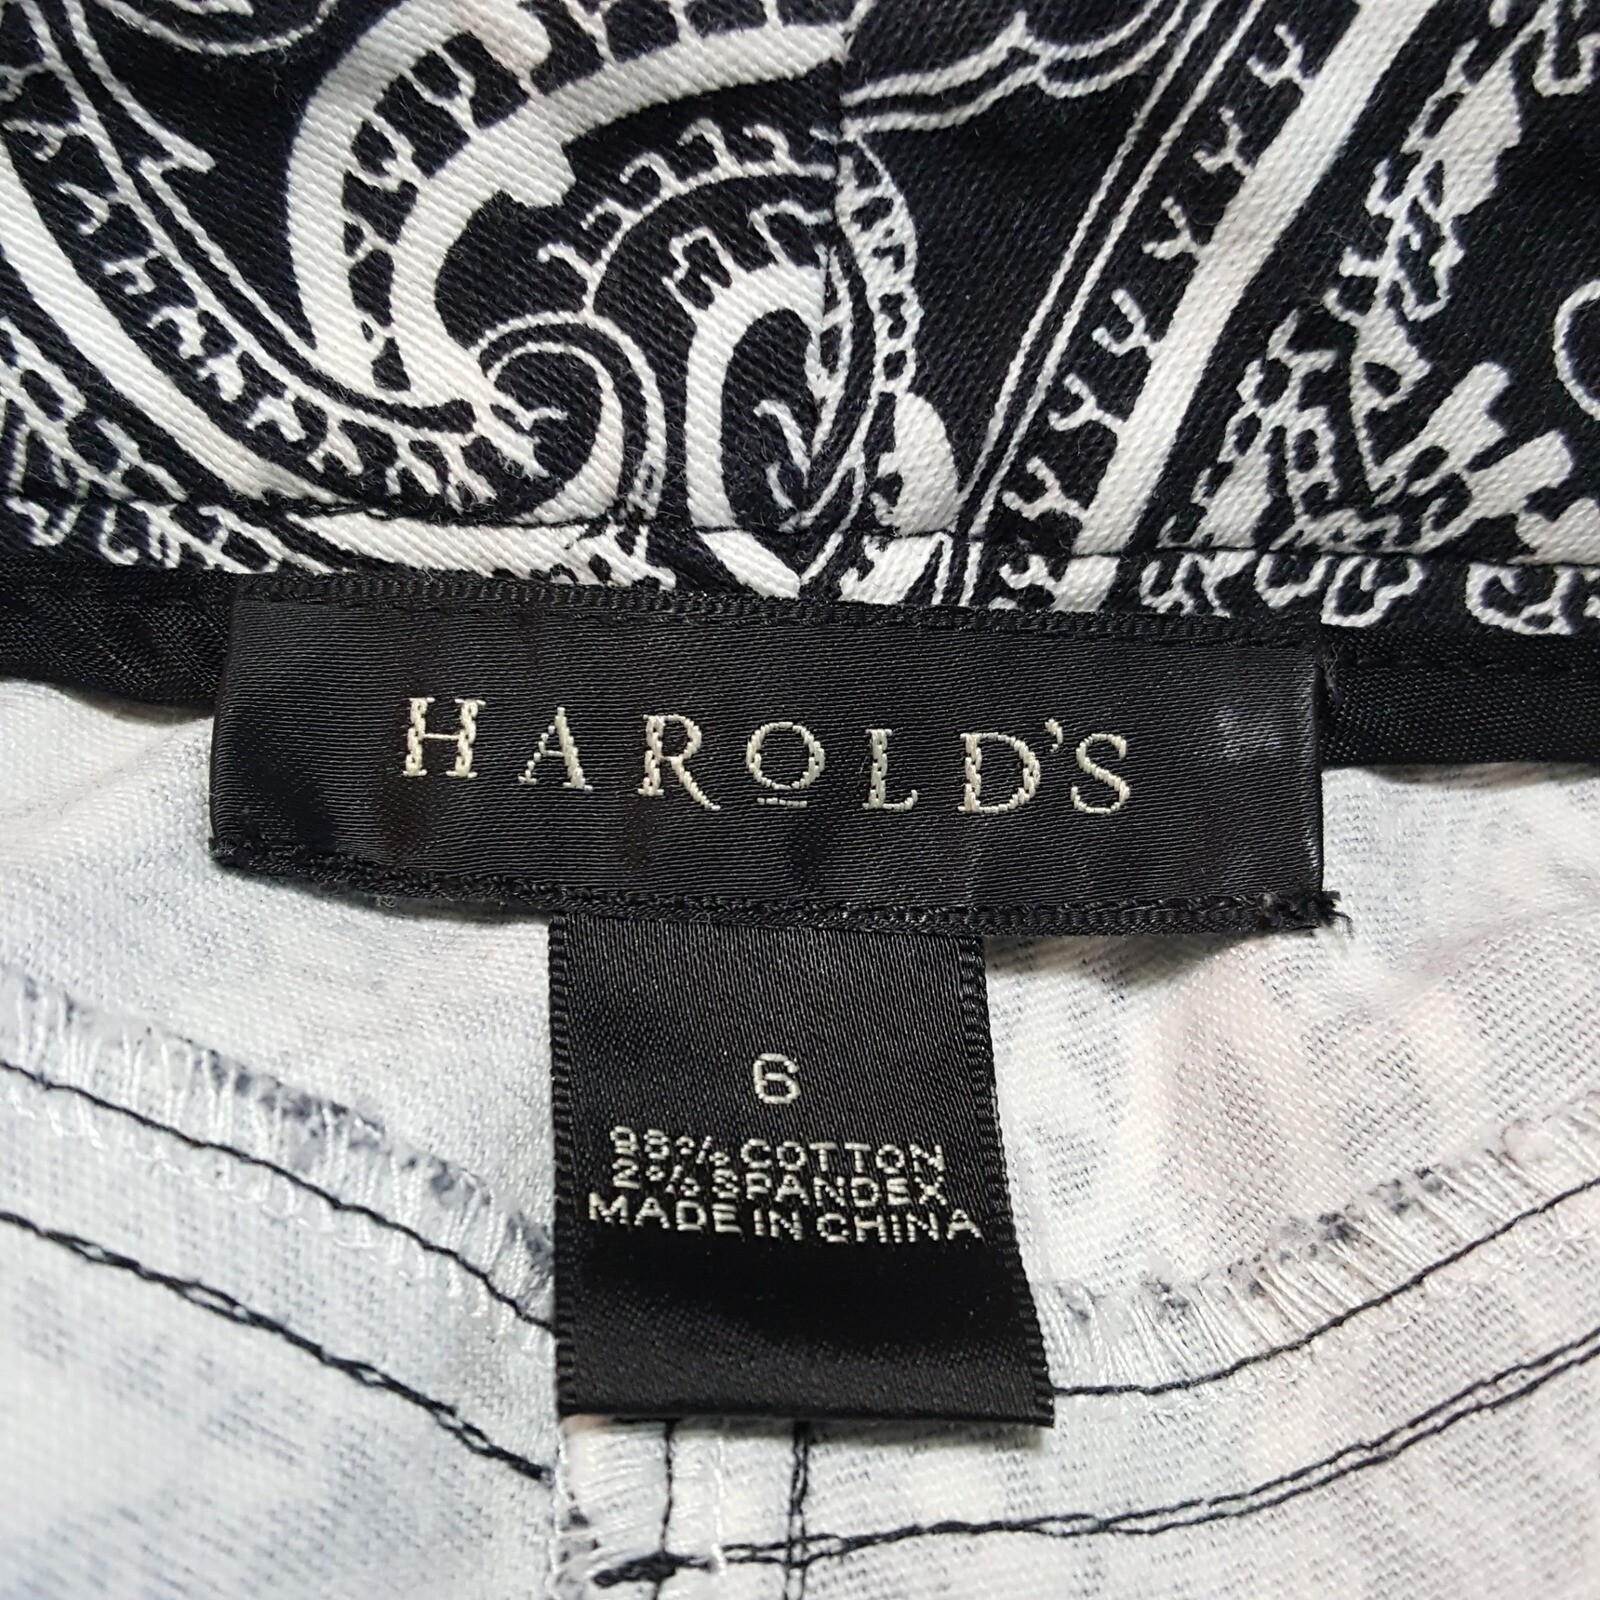 HAROLD'S
6
98% COTTON
2% SPANDEX
MADE IN CHINA